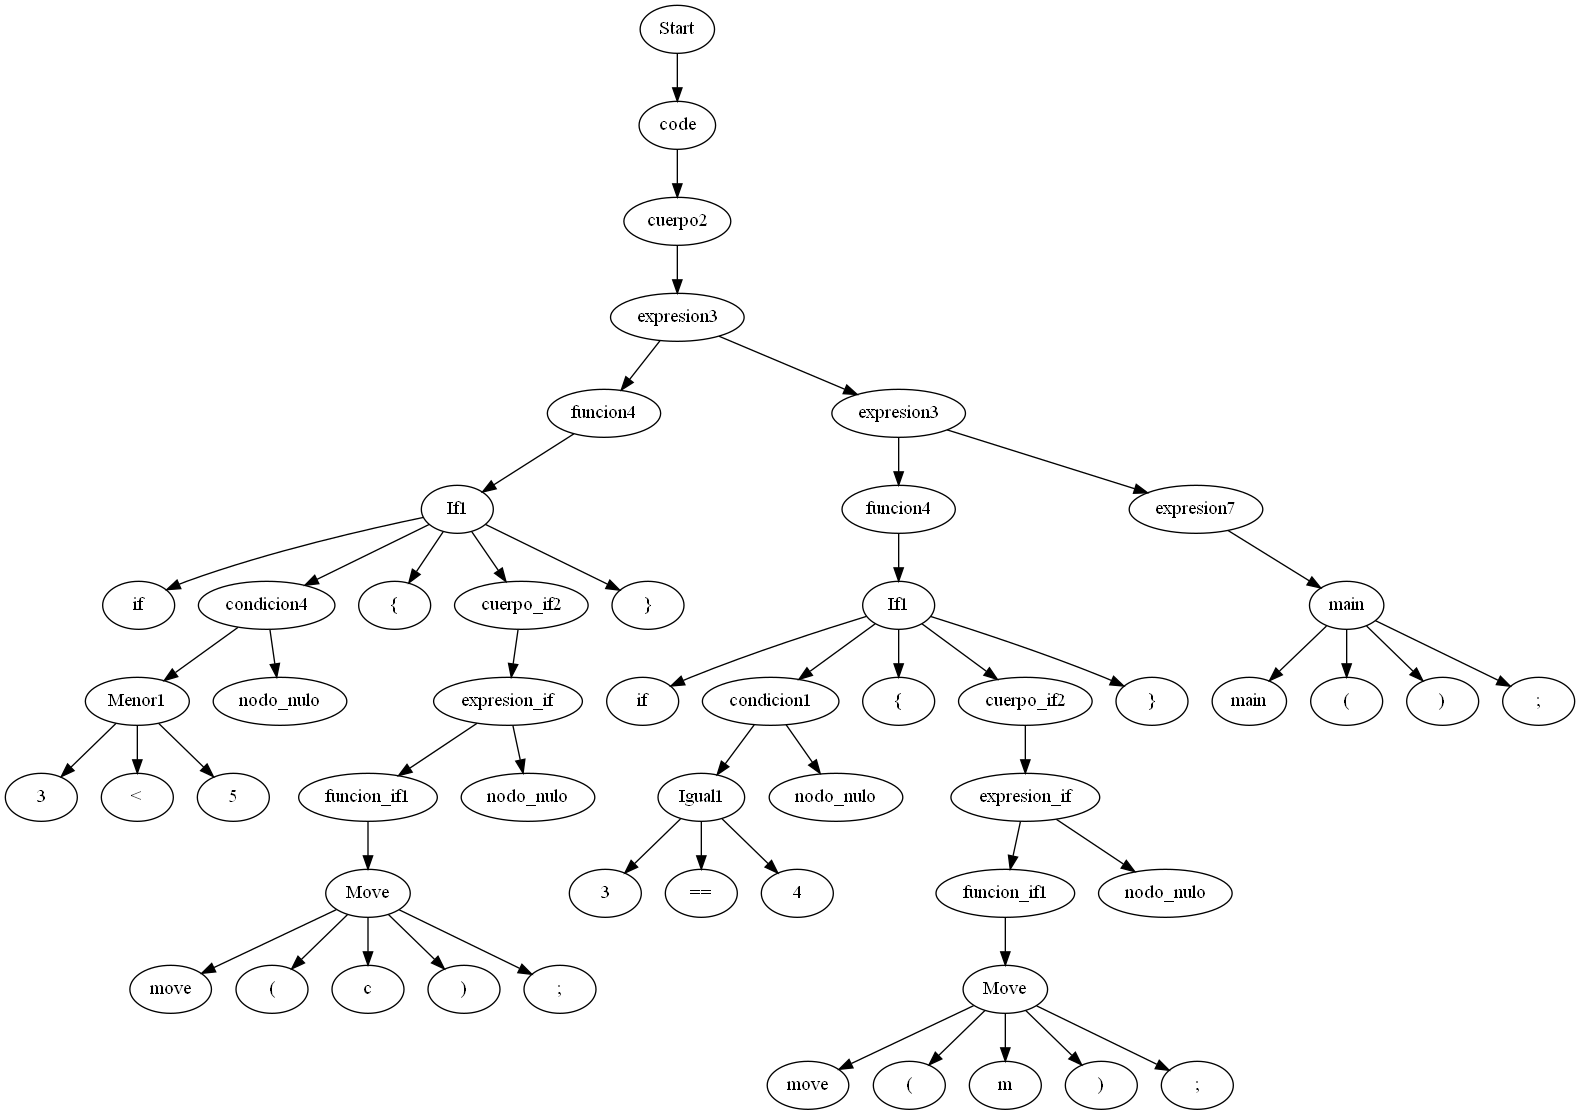 Start
code
cuerpo2
expresion3
funcion4 expresion3
If1 funcion4 expresion7
if condicion4 { cuerpo_if2 } If1 main
Menor1 nodo_nulo expresion_if if condicion1 { cuerpo_if2 } main ( ) ;
3 < 5 funcion_if1 nodo_nulo Igual1 nodo_nulo expresion_if
Move 3 == 4 funcion_if1 nodo_nulo
move ( c ) ; Move
move ( m ) ;